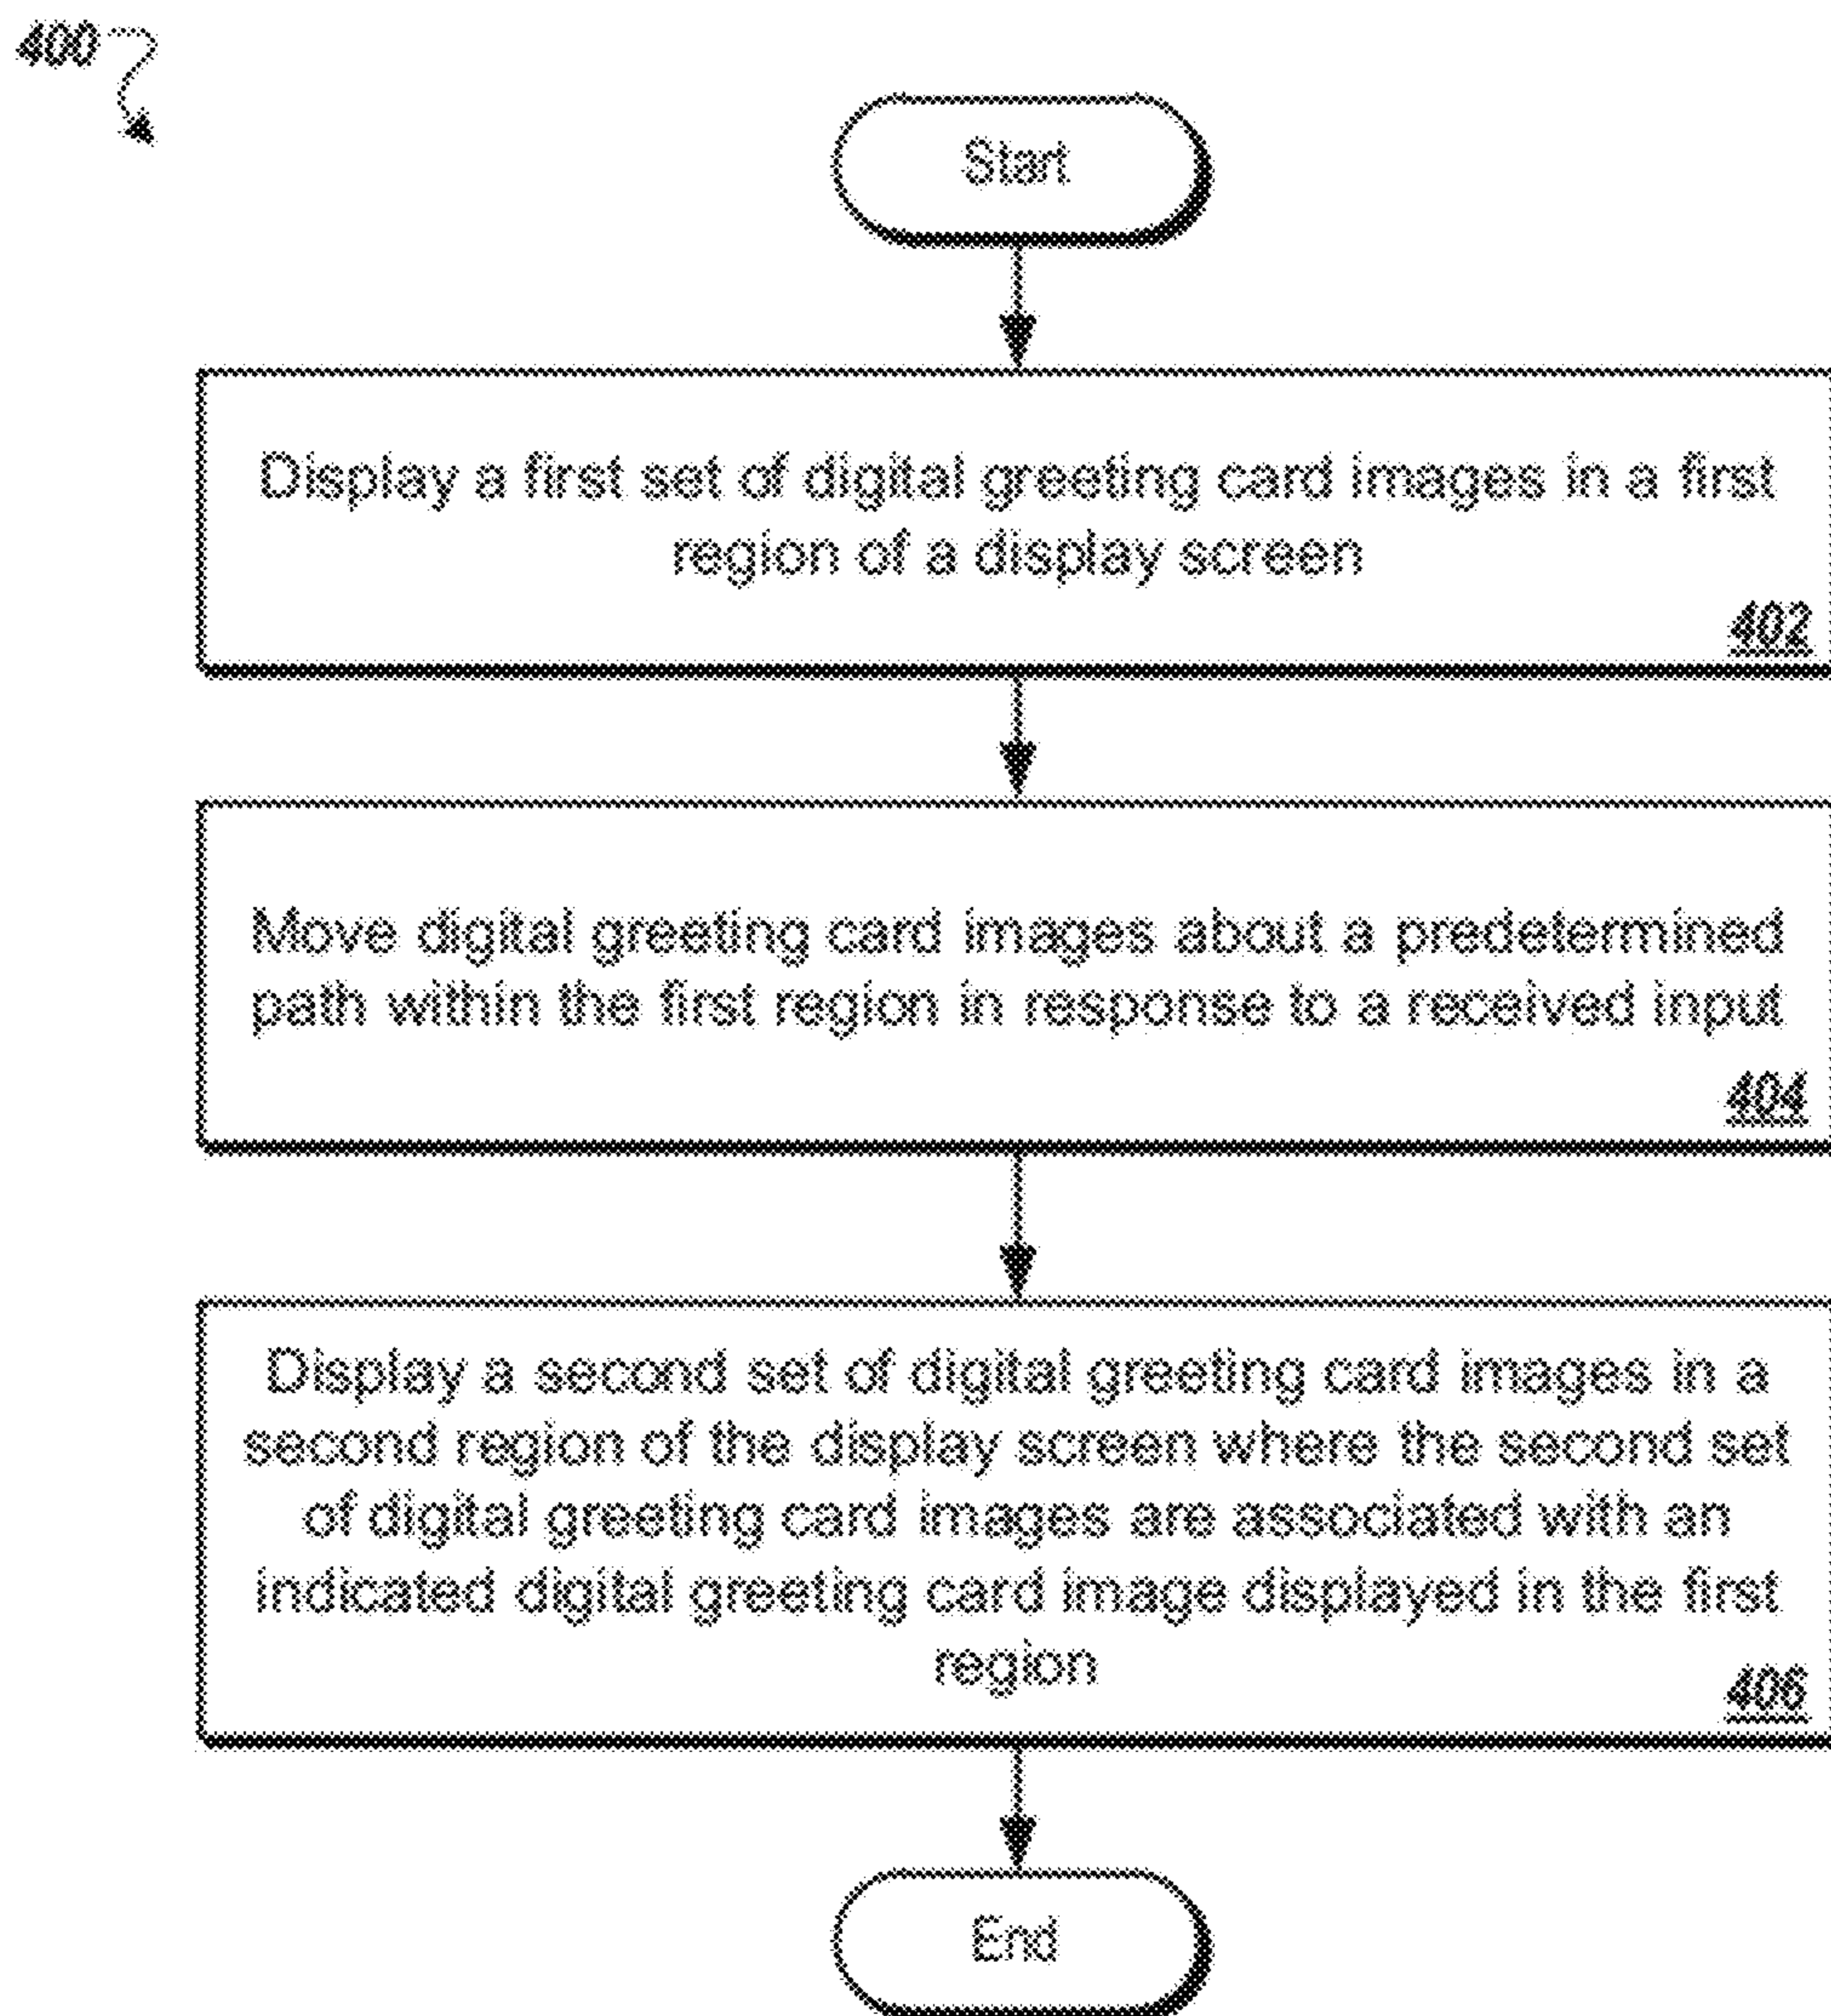 400
Start
Display a first set of digital greeting card images in a first
region of a display screen
402
Move digital greeting card images about a predetermined
path within the first region in response to a received input
404
Display a second set of digital greeting card images in a
second region of the display screen where the second set
of digital greeting card images are associated with an
indicated digital greeting card image displayed in the first
region
406
End